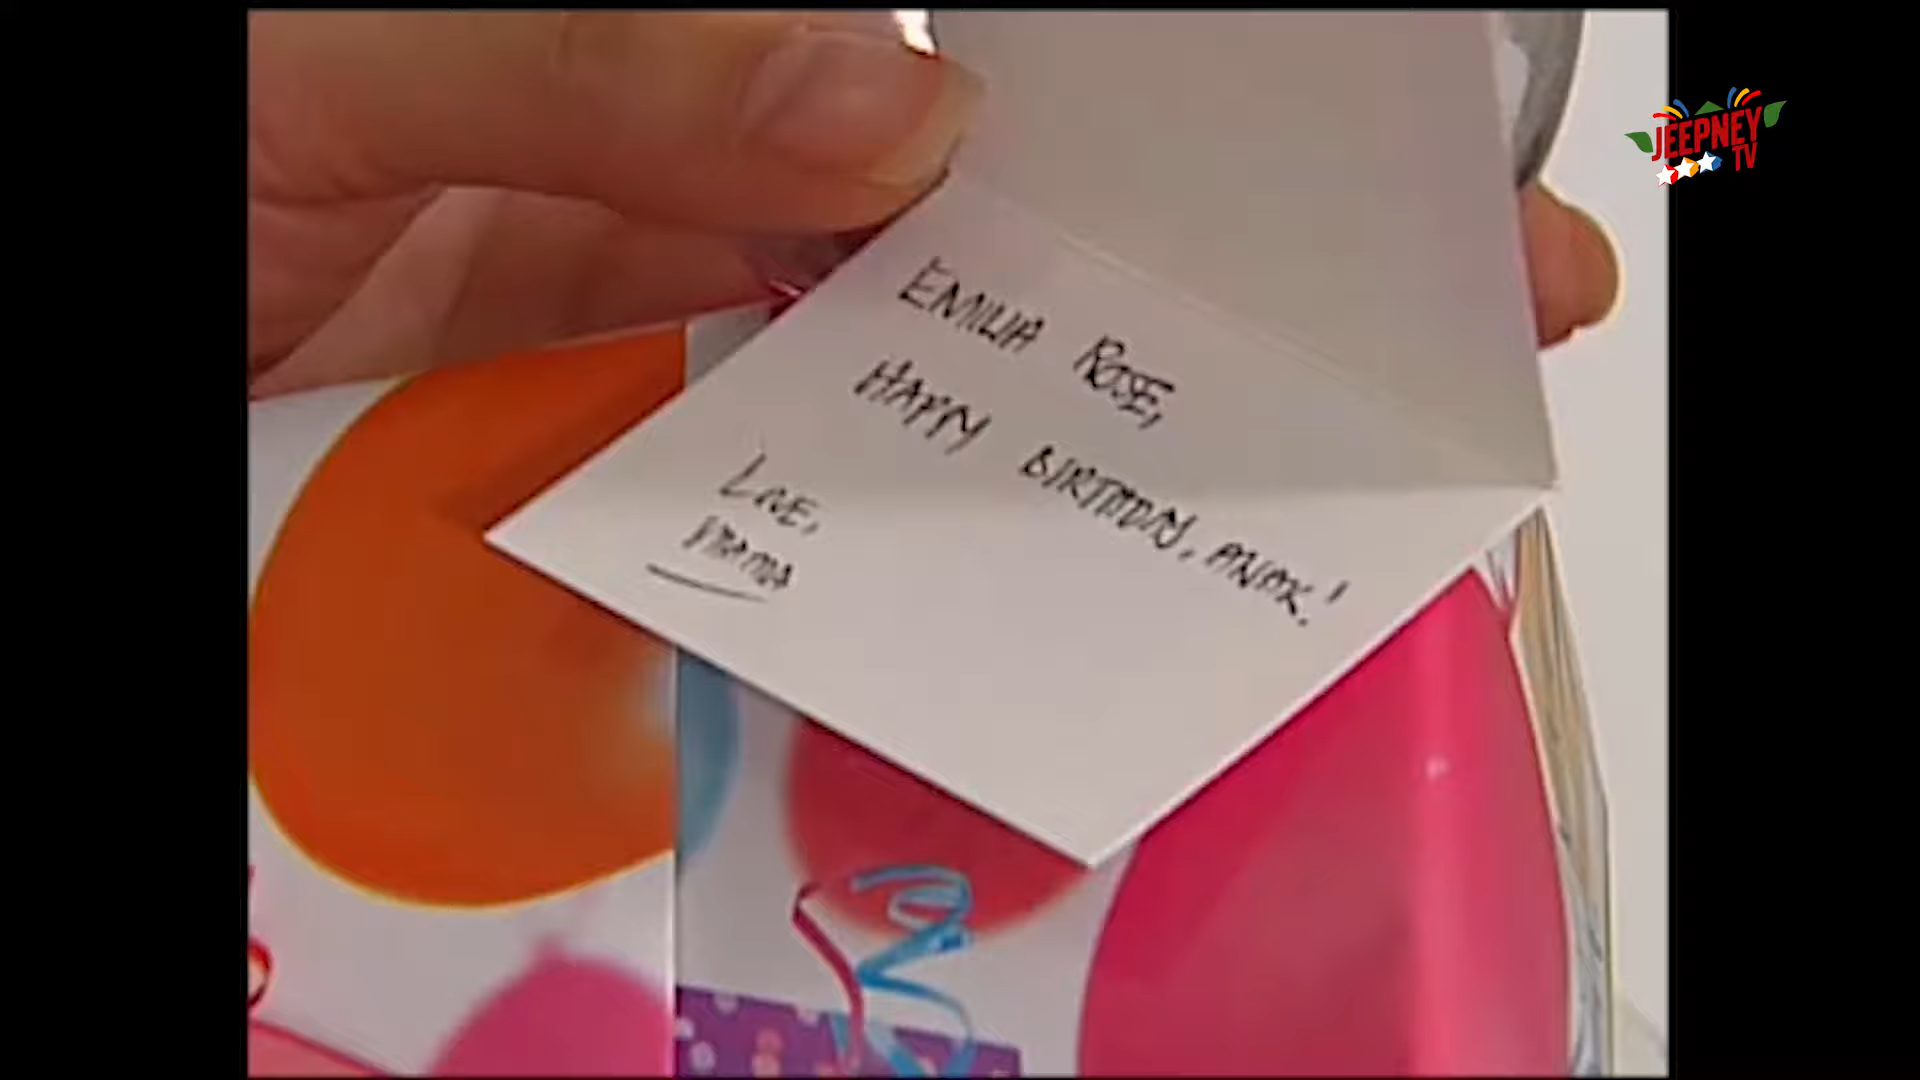 JEEPNEY
TV
EMILIA ROSE,
HAPPY BIRTHDAY, ANAK!
LOVE,
MAMA